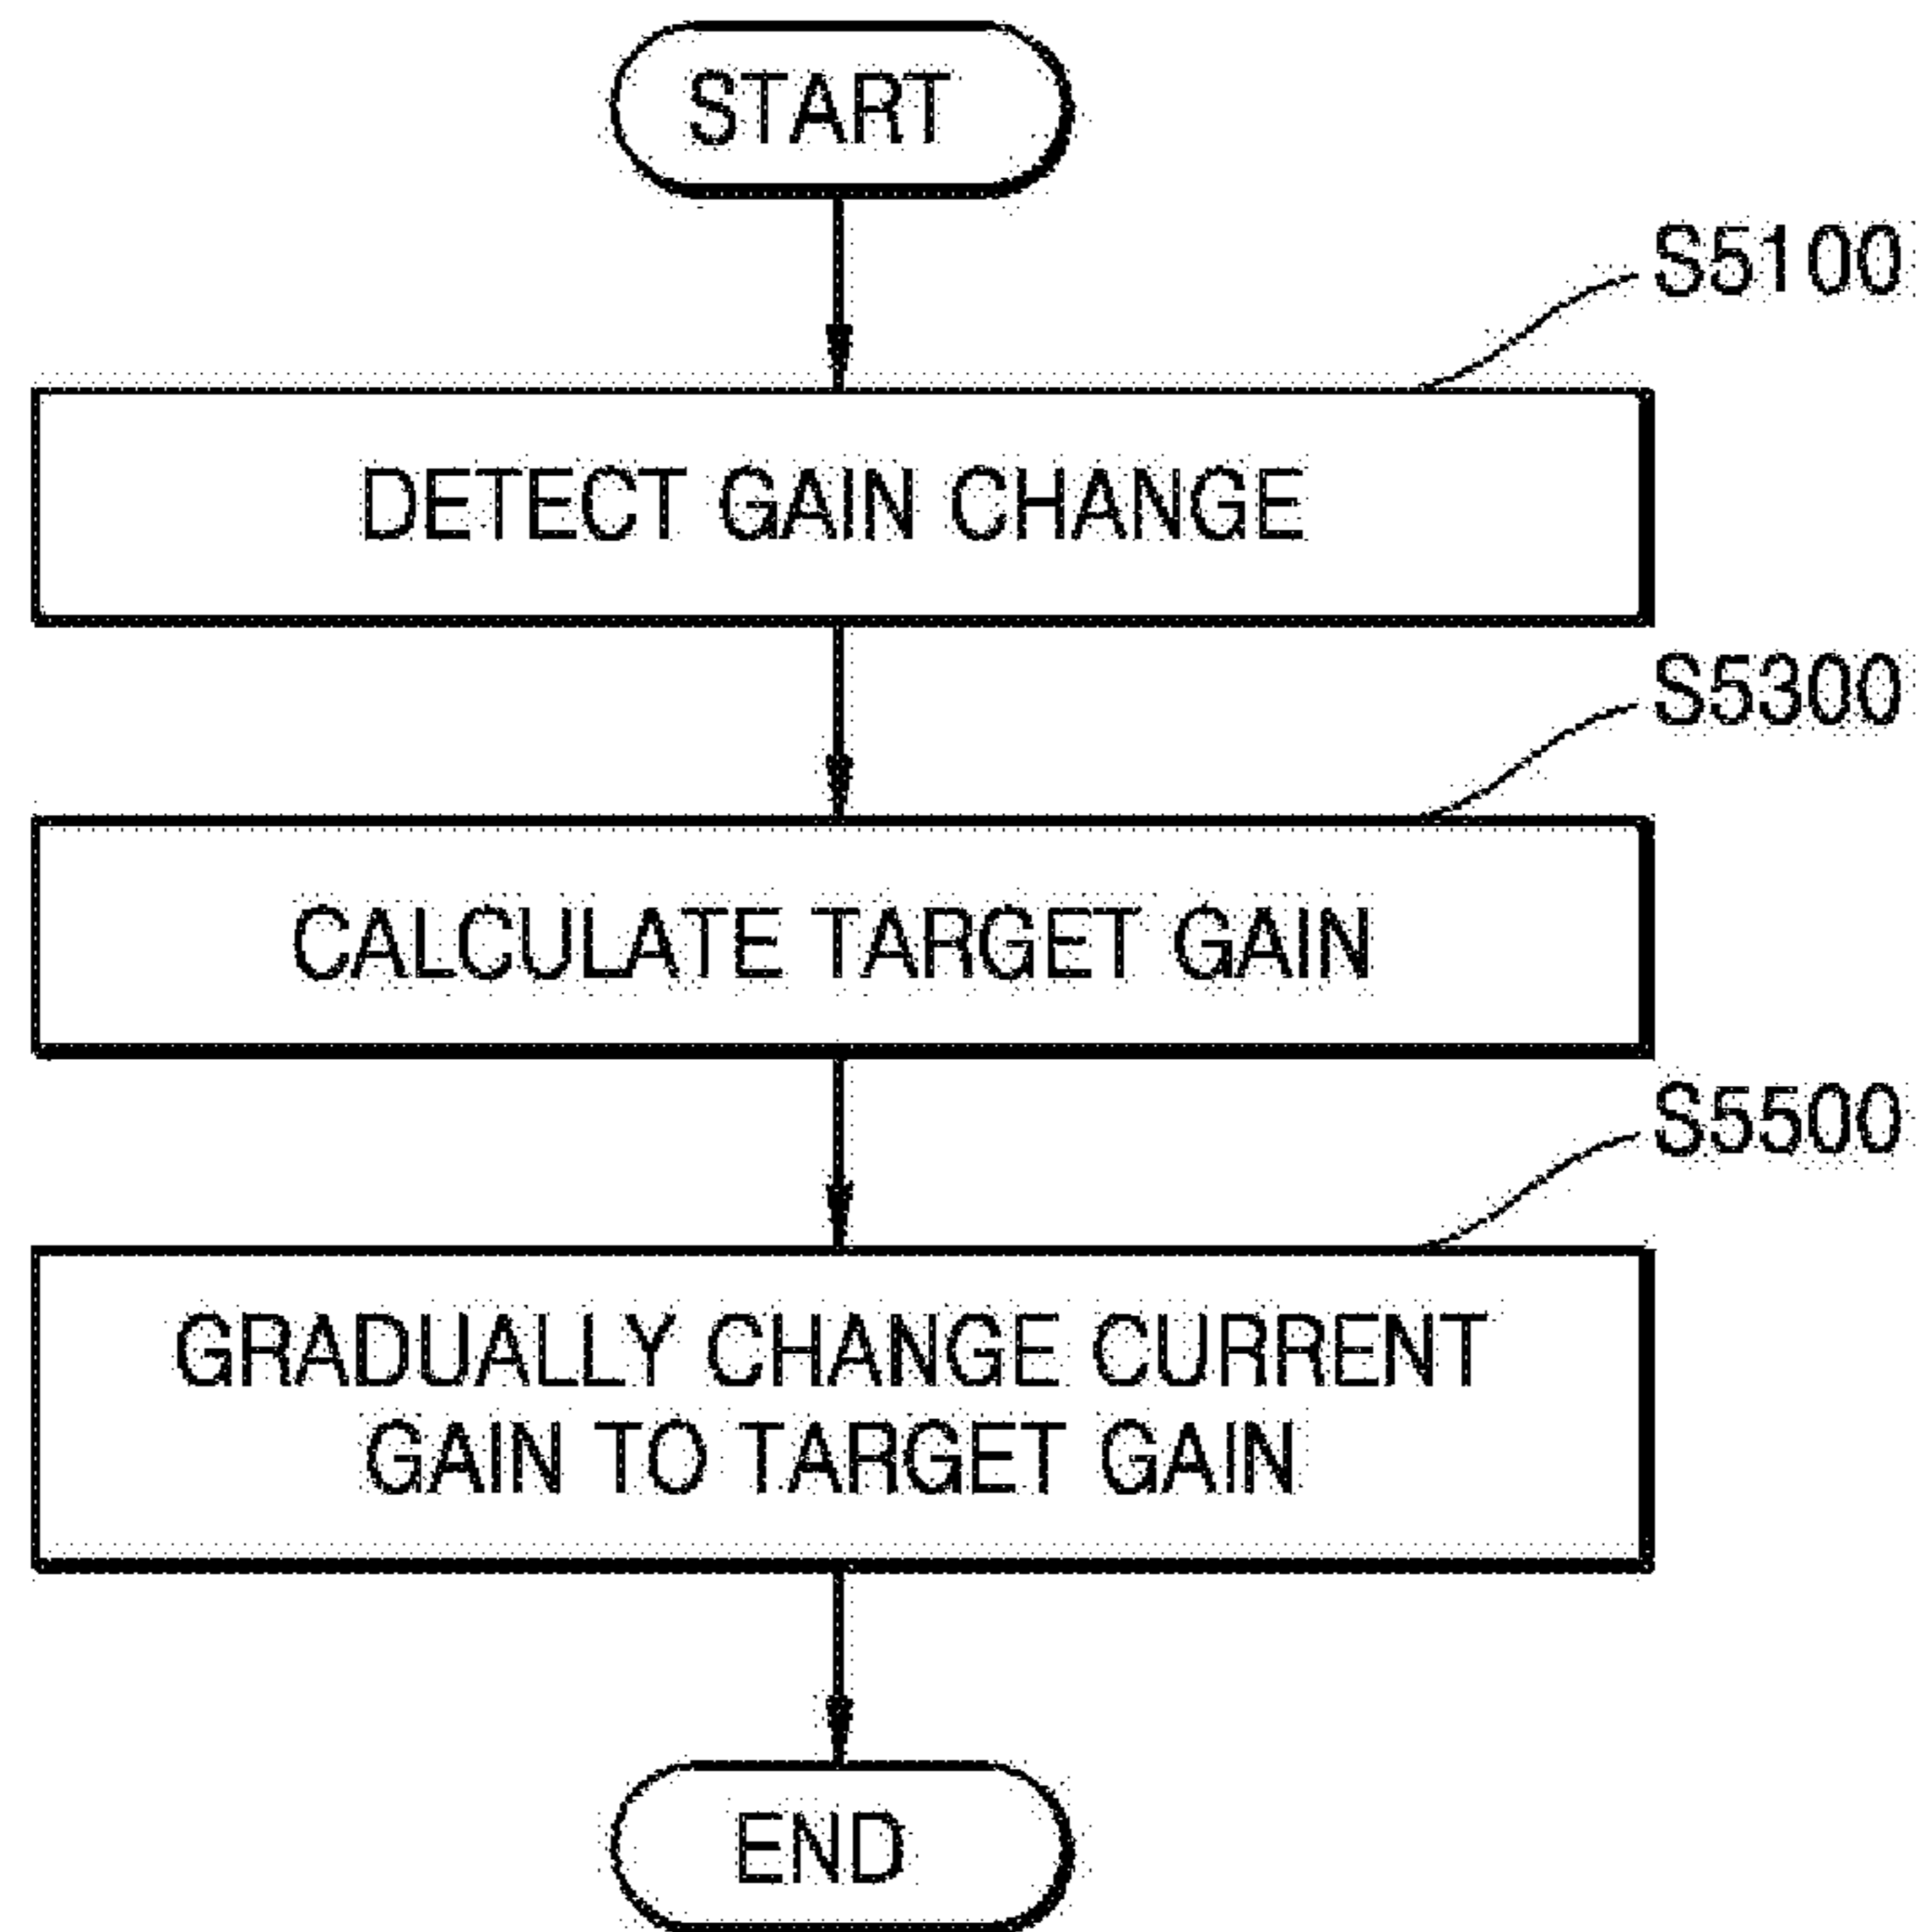 START
S5100
DETECT GAIN CHANGE
S5300
CALCULATE TARGET GAIN
S5500
GRADUALLY CHANGE CURRENT
GAIN TO TARGET GAIN
END